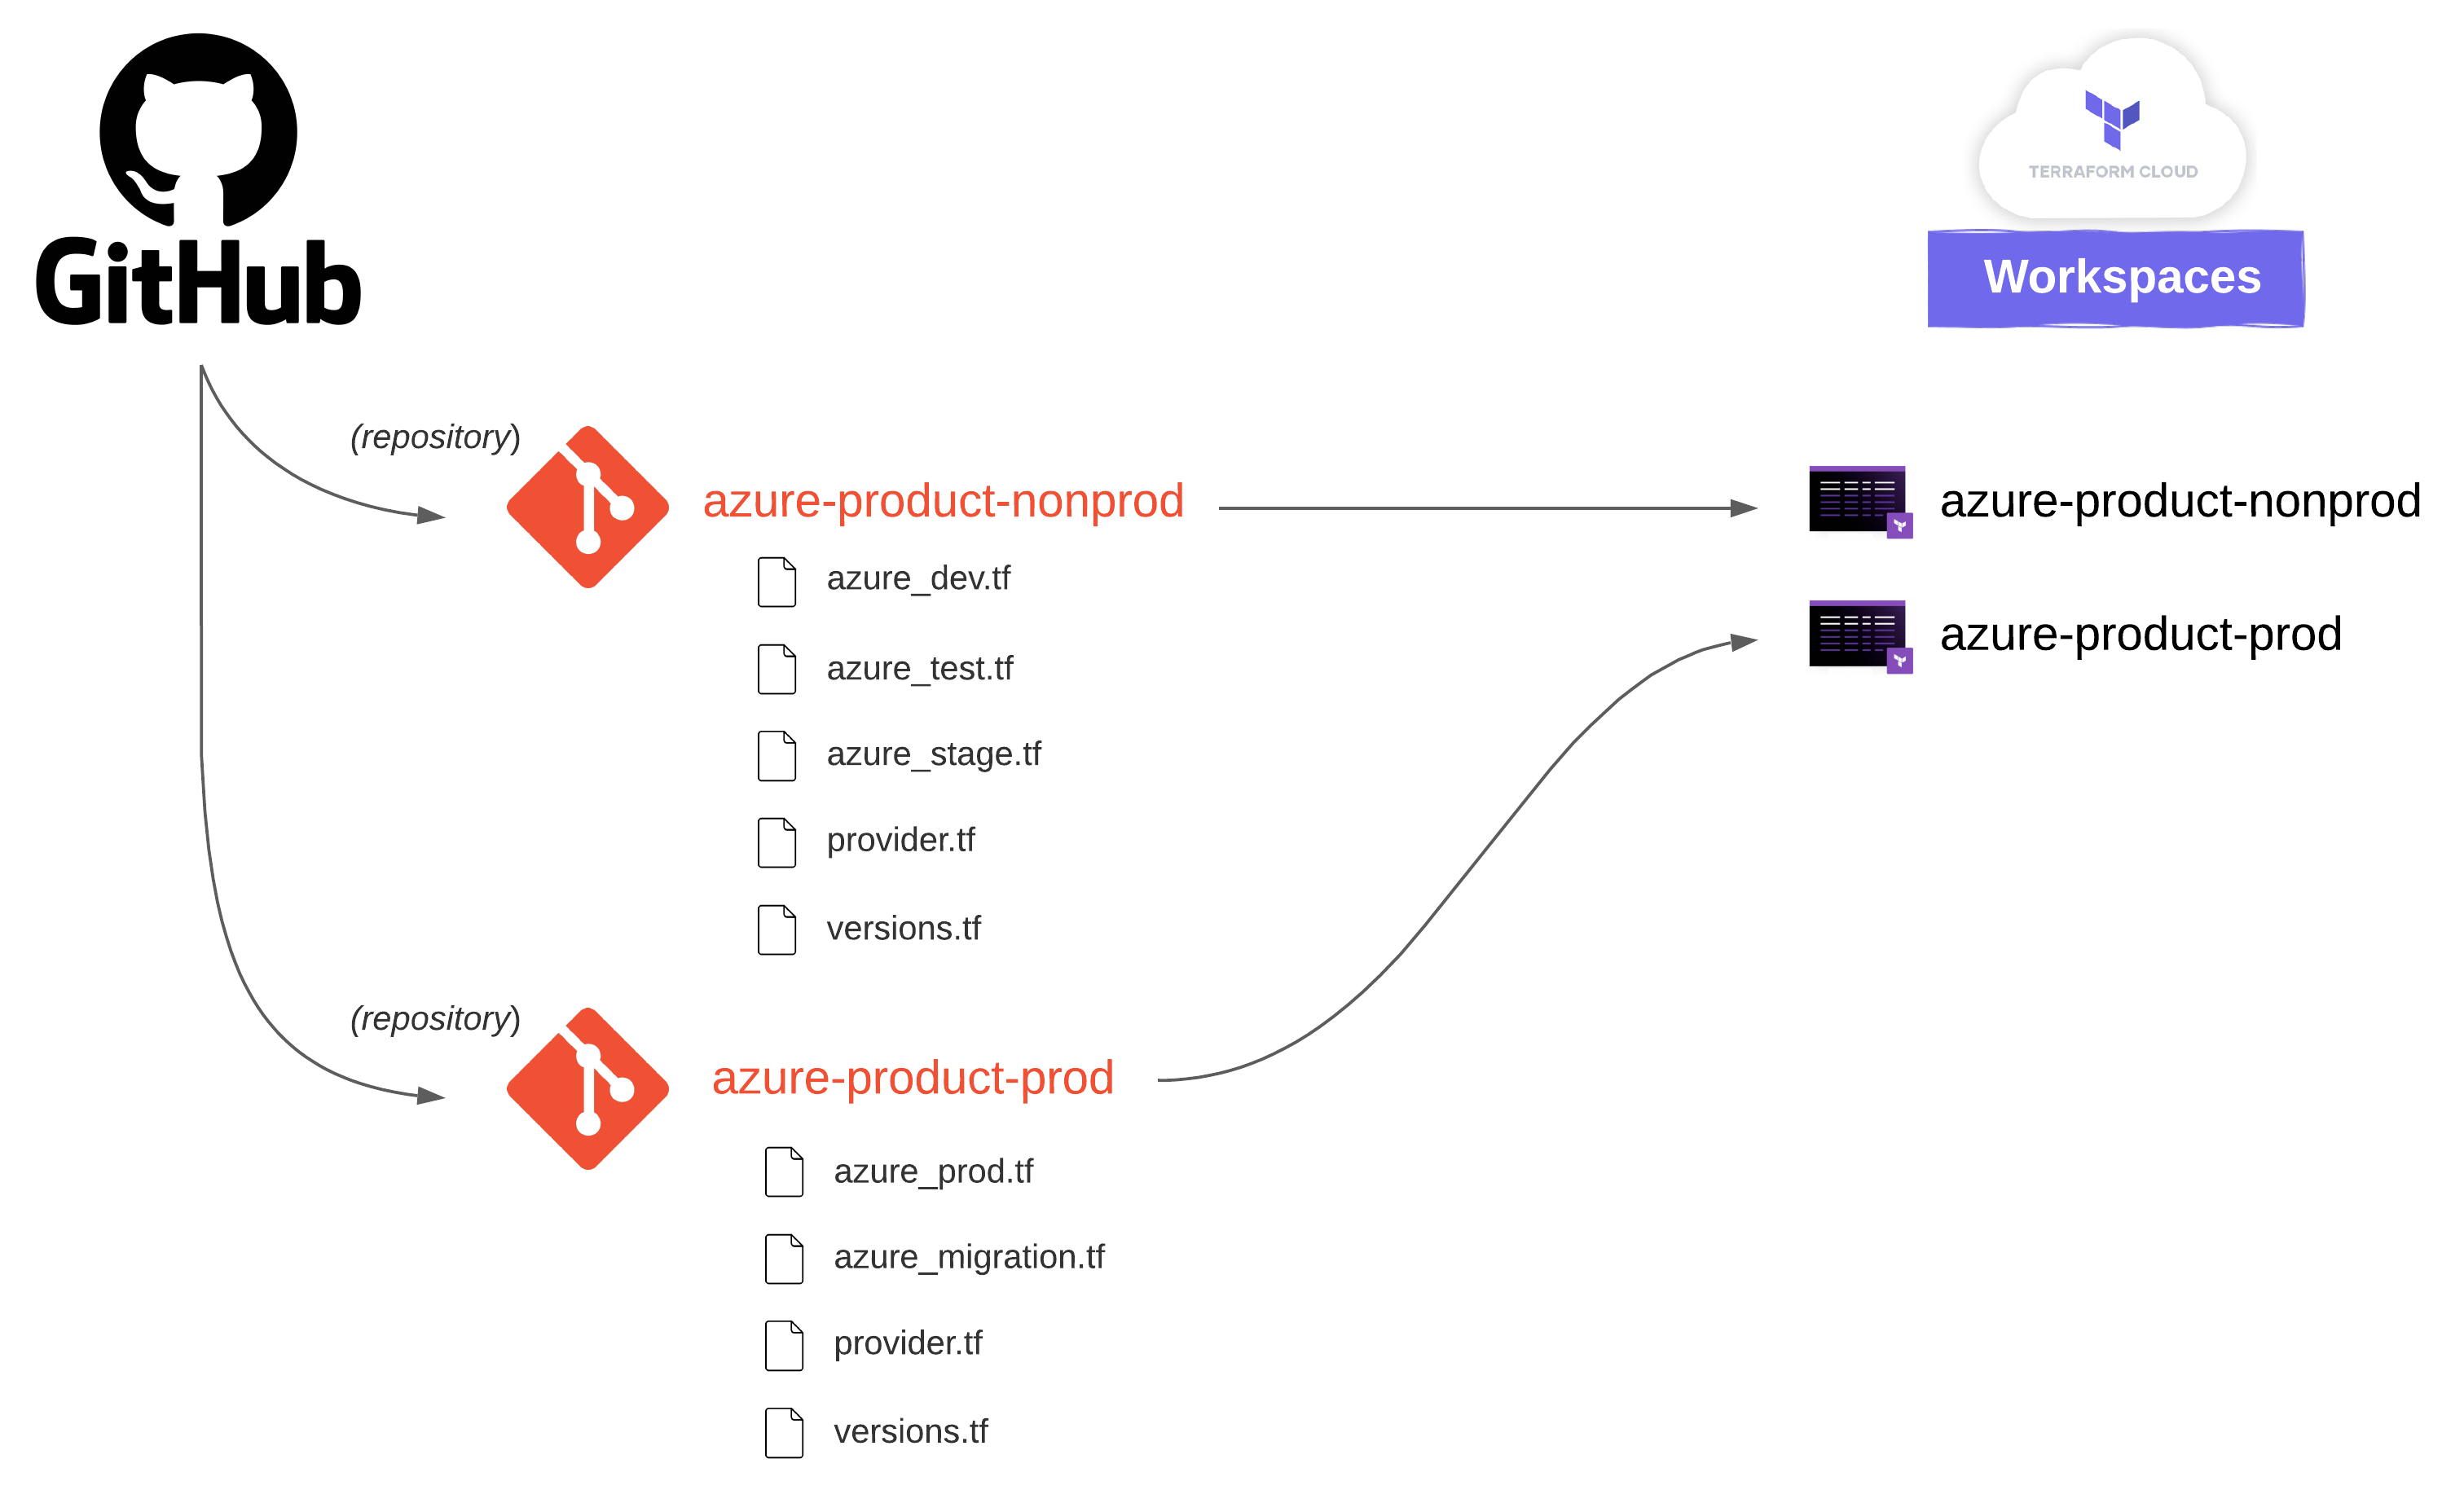 GitHub
TERRAFORM CLOUD
Workspaces
(repository)
azure-product-nonprod
azure-product-nonprod
azure_dev.tf
azure-product-prod
azure_test.tf
azure_stage.tf
provider.tf
versions.tf
(repository)
azure-product-prod
azure_prod.tf
azure_migration.tf
provider.tf
versions.tf